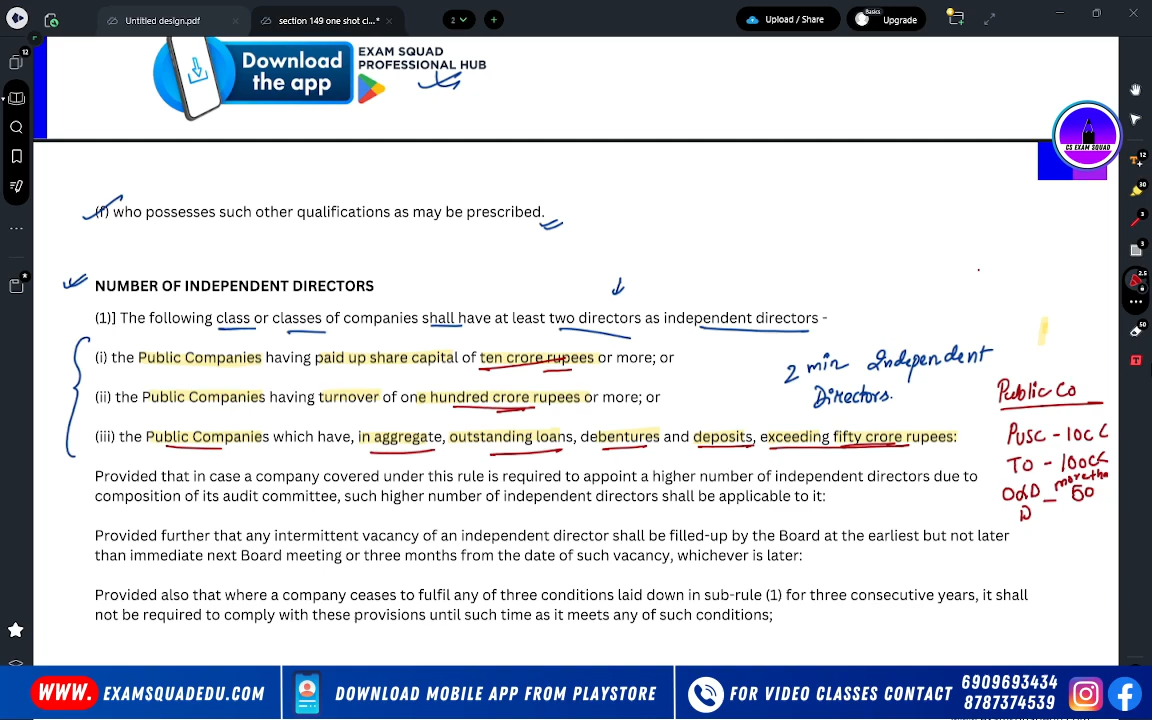 Untitled design.pdf
section 149 one shot cl...*
2
Upload / Share
Basics
Upgrade
Download
the app
EXAM SQUAD
PROFESSIONAL HUB
CS EXAM SQUAD
(f) who possesses such other qualifications as may be prescribed.
NUMBER OF INDEPENDENT DIRECTORS
(1)] The following class or classes of companies shall have at least two directors as independent directors -
(i) the Public Companies having paid up share capital of ten crore rupees or more; or
(ii) the Public Companies having turnover of one hundred crore rupees or more; or
(iii) the Public Companies which have, in aggregate, outstanding loans, debentures and deposits, exceeding fifty crore rupees:
2 min Independent
Directors.
Public Co
PUSC - 10CC
TO - 100CC
more tha
OLD - 50
D
Provided that in case a company covered under this rule is required to appoint a higher number of independent directors due to
composition of its audit committee, such higher number of independent directors shall be applicable to it:
Provided further that any intermittent vacancy of an independent director shall be filled-up by the Board at the earliest but not later
than immediate next Board meeting or three months from the date of such vacancy, whichever is later:
Provided also that where a company ceases to fulfil any of three conditions laid down in sub-rule (1) for three consecutive years, it shall
not be required to comply with these provisions until such time as it meets any of such conditions;
WWW. EXAMSQUADEDU.COM
DOWNLOAD MOBILE APP FROM PLAYSTORE
FOR VIDEO CLASSES CONTACT
6909693434
8787374539